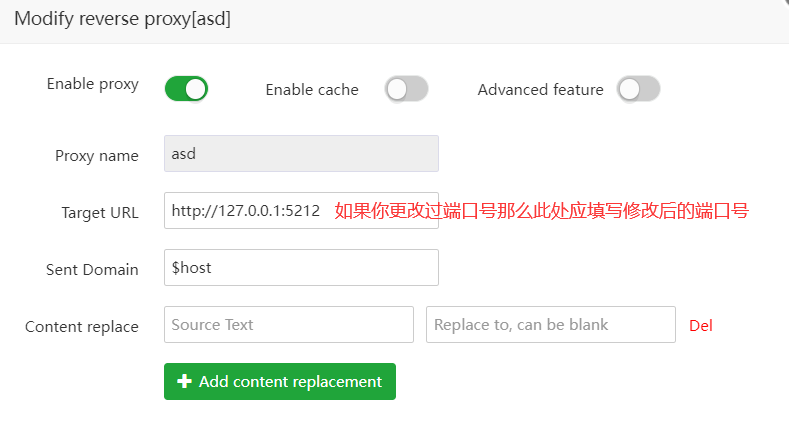 Modify reverse proxy[asd]
Enable proxy Enable cache Advanced feature
Proxy name asd
Target URL http://127.0.0.1:5212 如果你更改过端口号那么此处应填写修改后的端口号
Sent Domain $host
Content replace Source Text Replace to, can be blank Del
Add content replacement